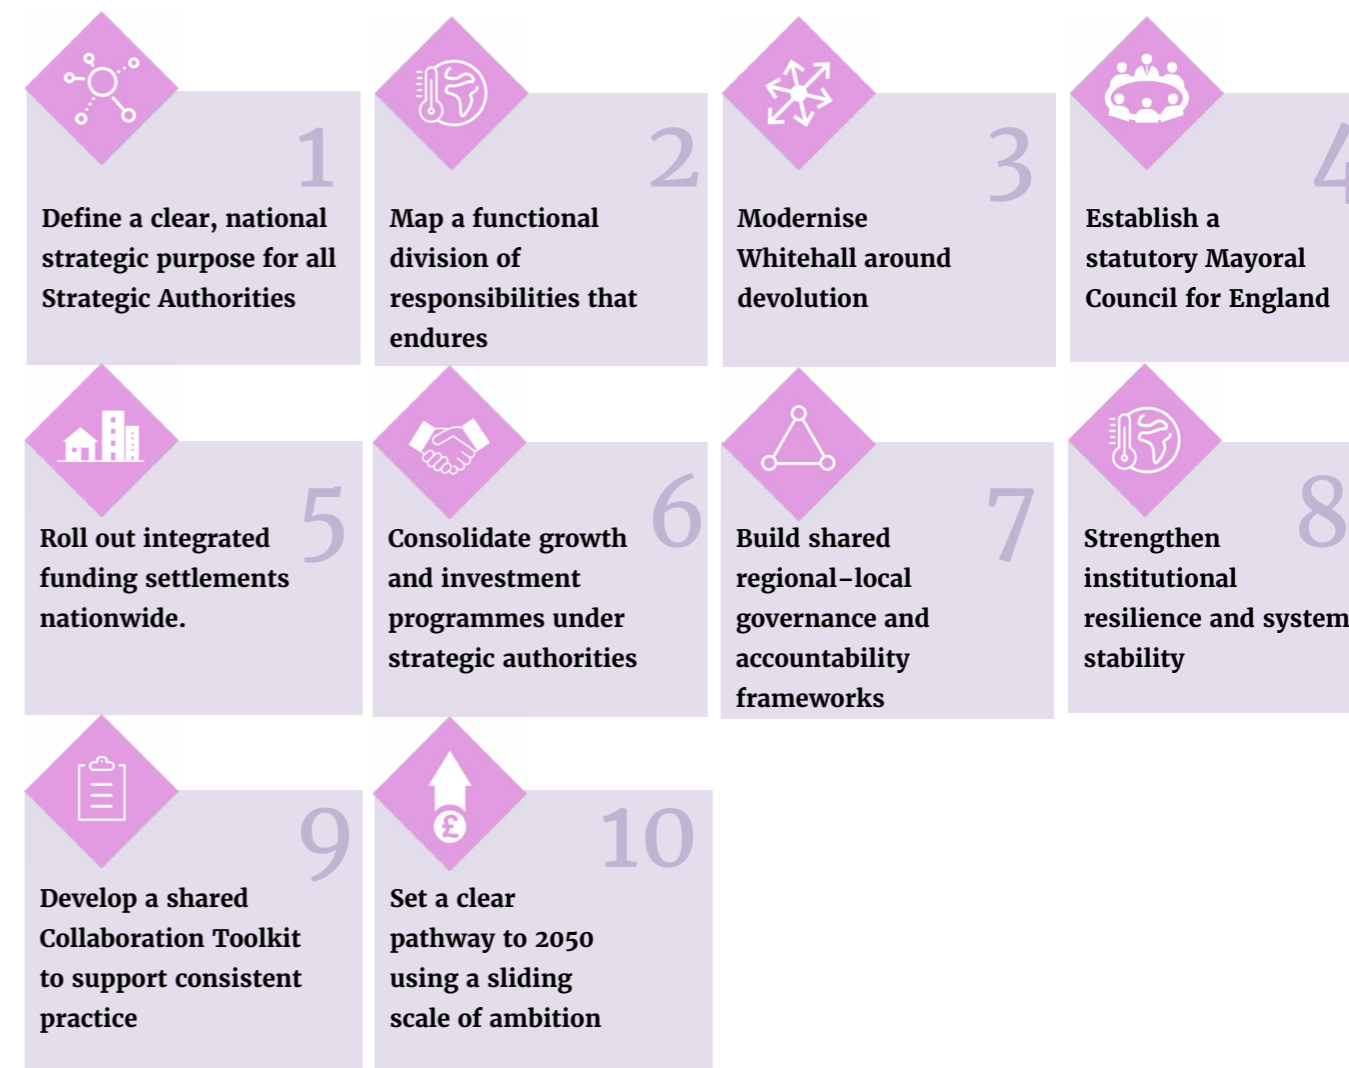 1
Define a clear, national
strategic purpose for all
Strategic Authorities
2
Map a functional
division of
responsibilities that
endures
3
Modernise
Whitehall around
devolution
4
Establish a
statutory Mayoral
Council for England
5
Roll out integrated
funding settlements
nationwide.
6
Consolidate growth
and investment
programmes under
strategic authorities
7
Build shared
regional–local
governance and
accountability
frameworks
8
Strengthen
institutional
resilience and system
stability
9
Develop a shared
Collaboration Toolkit
to support consistent
practice
10
£
Set a clear
pathway to 2050
using a sliding
scale of ambition